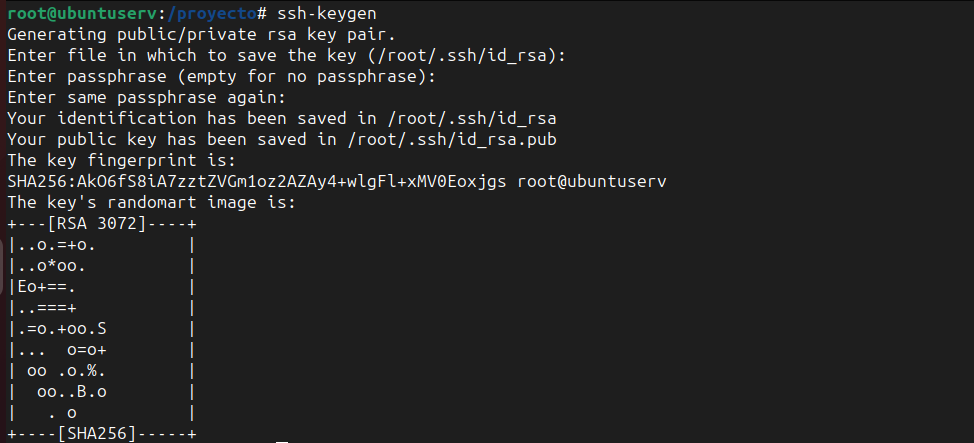 root@ubuntuserv:/proyecto# ssh-keygen
Generating public/private rsa key pair.
Enter file in which to save the key (/root/.ssh/id_rsa):
Enter passphrase (empty for no passphrase):
Enter same passphrase again:
Your identification has been saved in /root/.ssh/id_rsa
Your public key has been saved in /root/.ssh/id_rsa.pub
The key fingerprint is:
SHA256:AkO6fS8iA7zztZVGm1oz2AZAy4+wlgFl+xMV0Eoxjgs root@ubuntuserv
The key's randomart image is:
+---[RSA 3072]----+
|..o.=+o.         |
|..o*oo.          |
|Eo+==.           |
|..===+           |
|.=o.+oo.S        |
|...  o=o+        |
| oo .o.%.        |
|  oo..B.o        |
|   . o           |
+----[SHA256]-----+